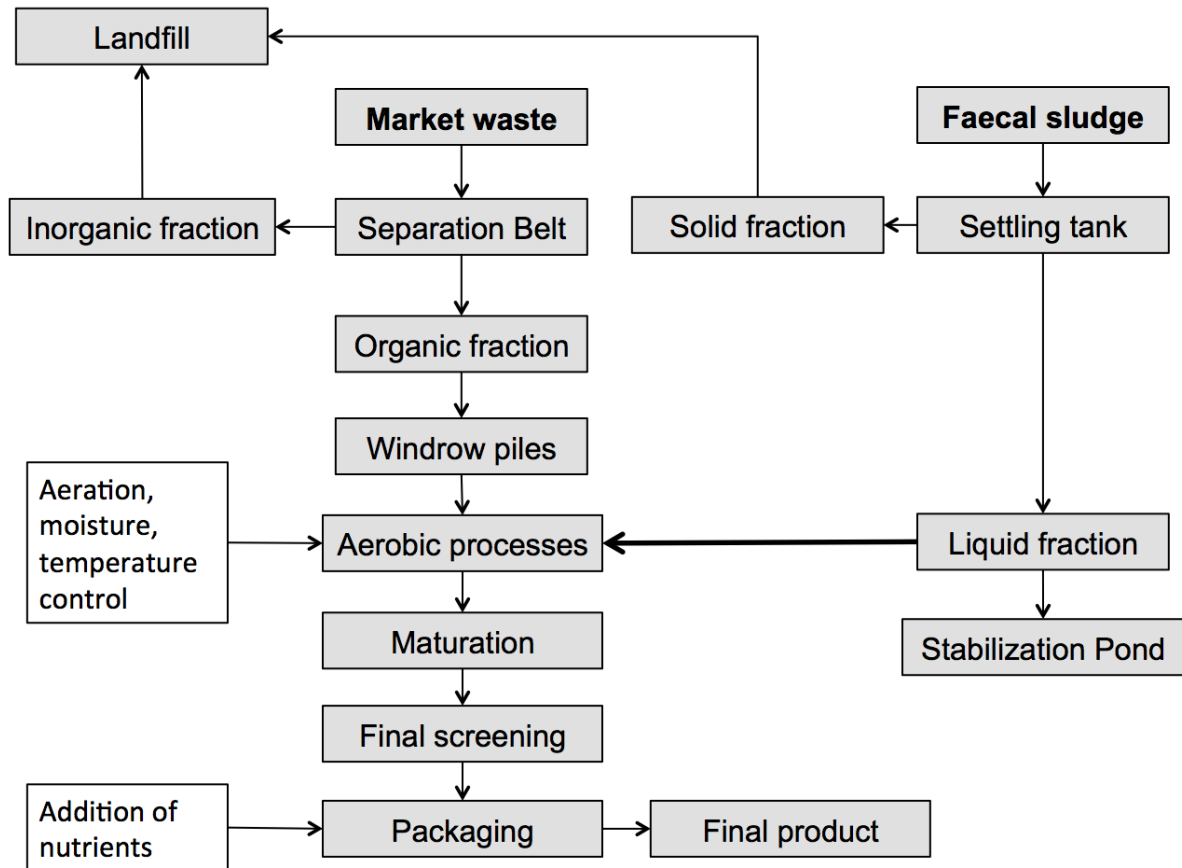 Landfill
Market waste
Faecal sludge
Inorganic fraction
Separation Belt
Solid fraction
Settling tank
Organic fraction
Windrow piles
Aeration,
moisture,
temperature
control
Aerobic processes
Liquid fraction
Maturation
Stabilization Pond
Final screening
Addition of
nutrients
Packaging
Final product